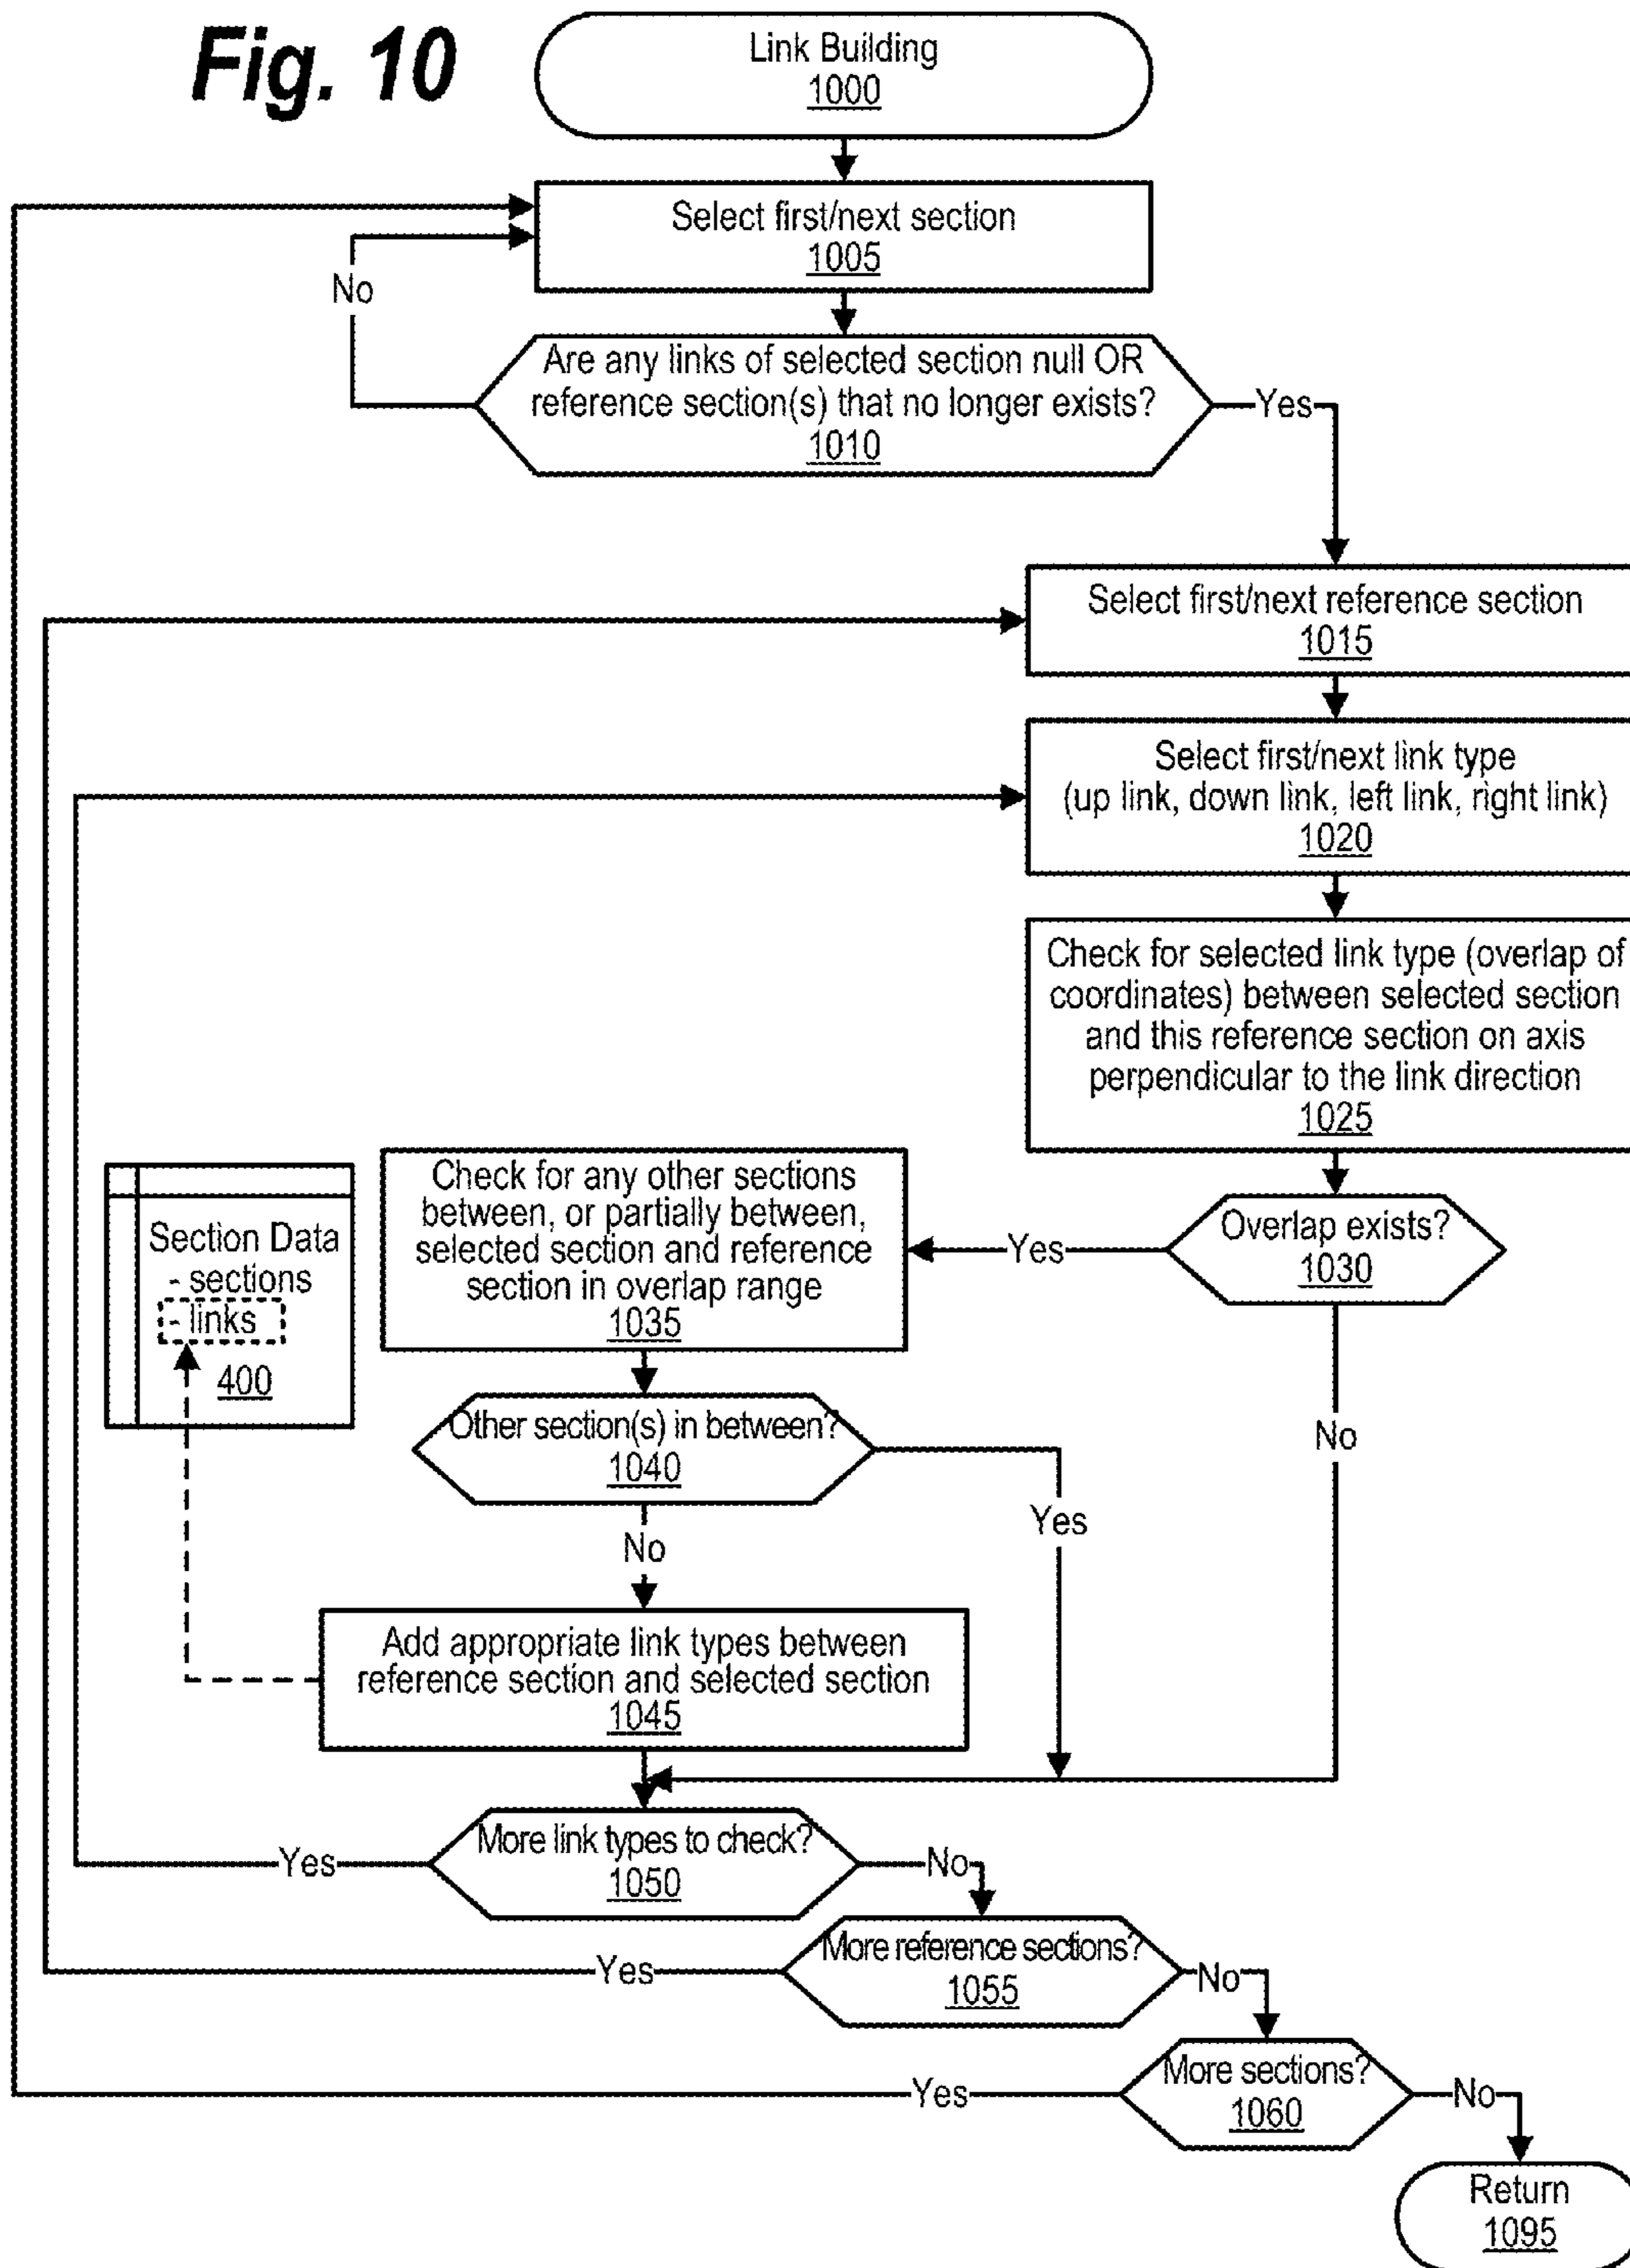 Fig. 10
Link Building
1000
Select first/next section
1005
No
Are any links of selected section null OR
reference section(s) that no longer exists?
1010
Yes
Select first/next reference section
1015
Select first/next link type
(up link, down link, left link, right link)
1020
Check for selected link type (overlap of
coordinates) between selected section
and this reference section on axis
perpendicular to the link direction
1025
Overlap exists?
1030
Yes
No
Check for any other sections
between, or partially between,
selected section and reference
section in overlap range
1035
Section Data
- sections
- links
400
Other section(s) in between?
1040
Yes
No
Add appropriate link types between
reference section and selected section
1045
More link types to check?
1050
Yes
No
More reference sections?
1055
Yes
No
More sections?
1060
Yes
No
Return
1095